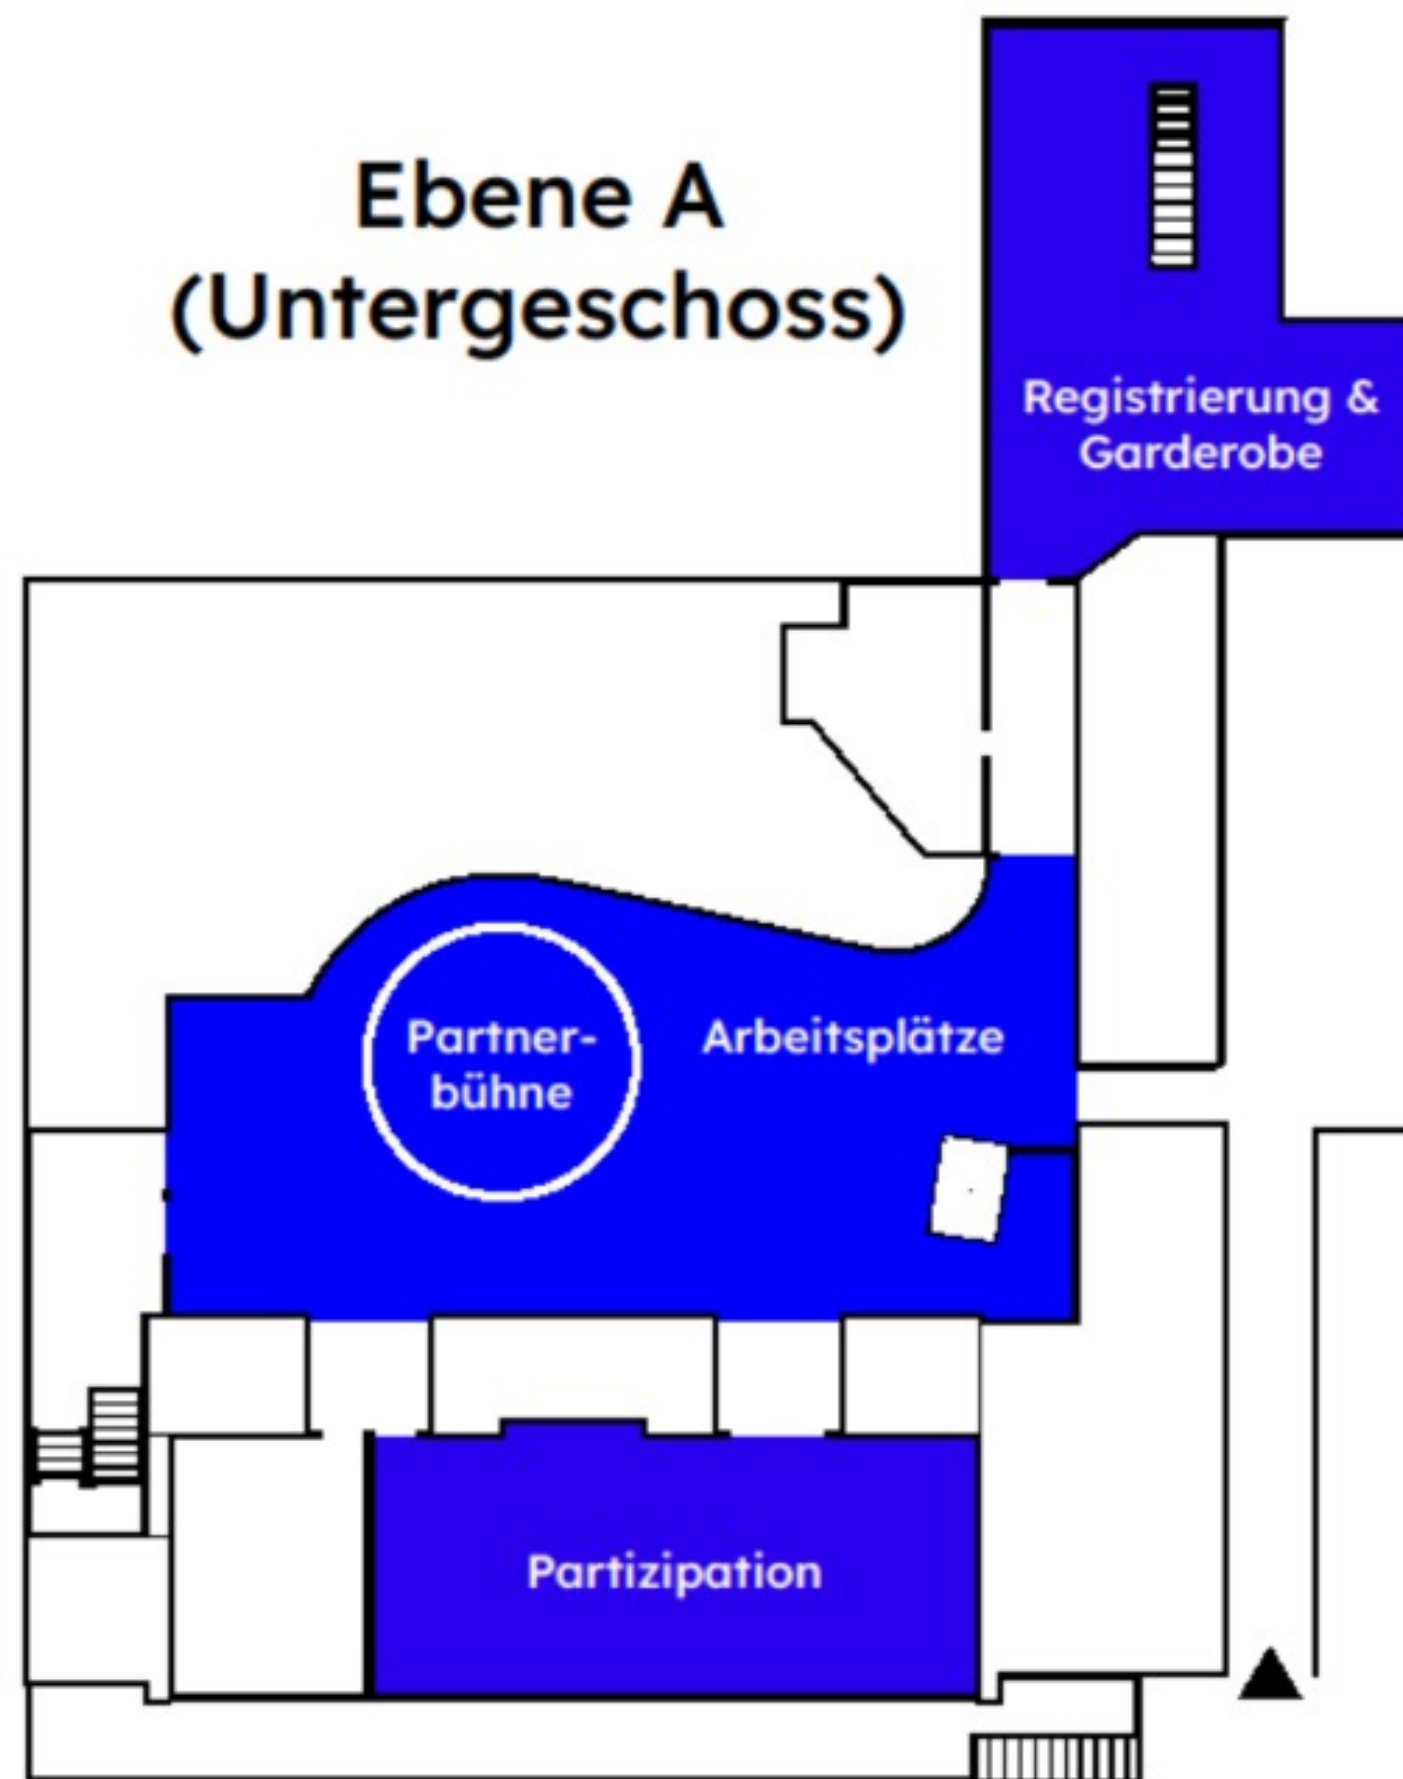 Ebene A
(Untergeschoss)
Registrierung &
Garderobe
Partner-
bühne
Arbeitsplätze
Partizipation